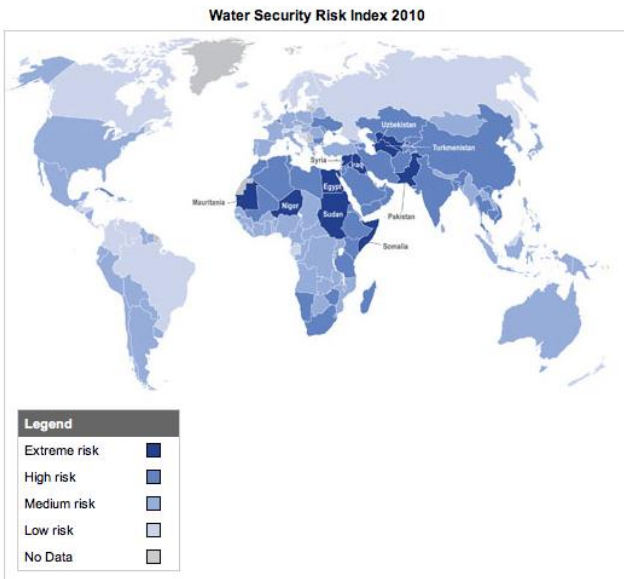 Water Security Risk Index 2010
Uzbekistan
Turkmenistan
Syria
Iraq
Egypt
Mauritania
Niger
Sudan
Pakistan
Somalia
Legend
Extreme risk
High risk
Medium risk
Low risk
No Data